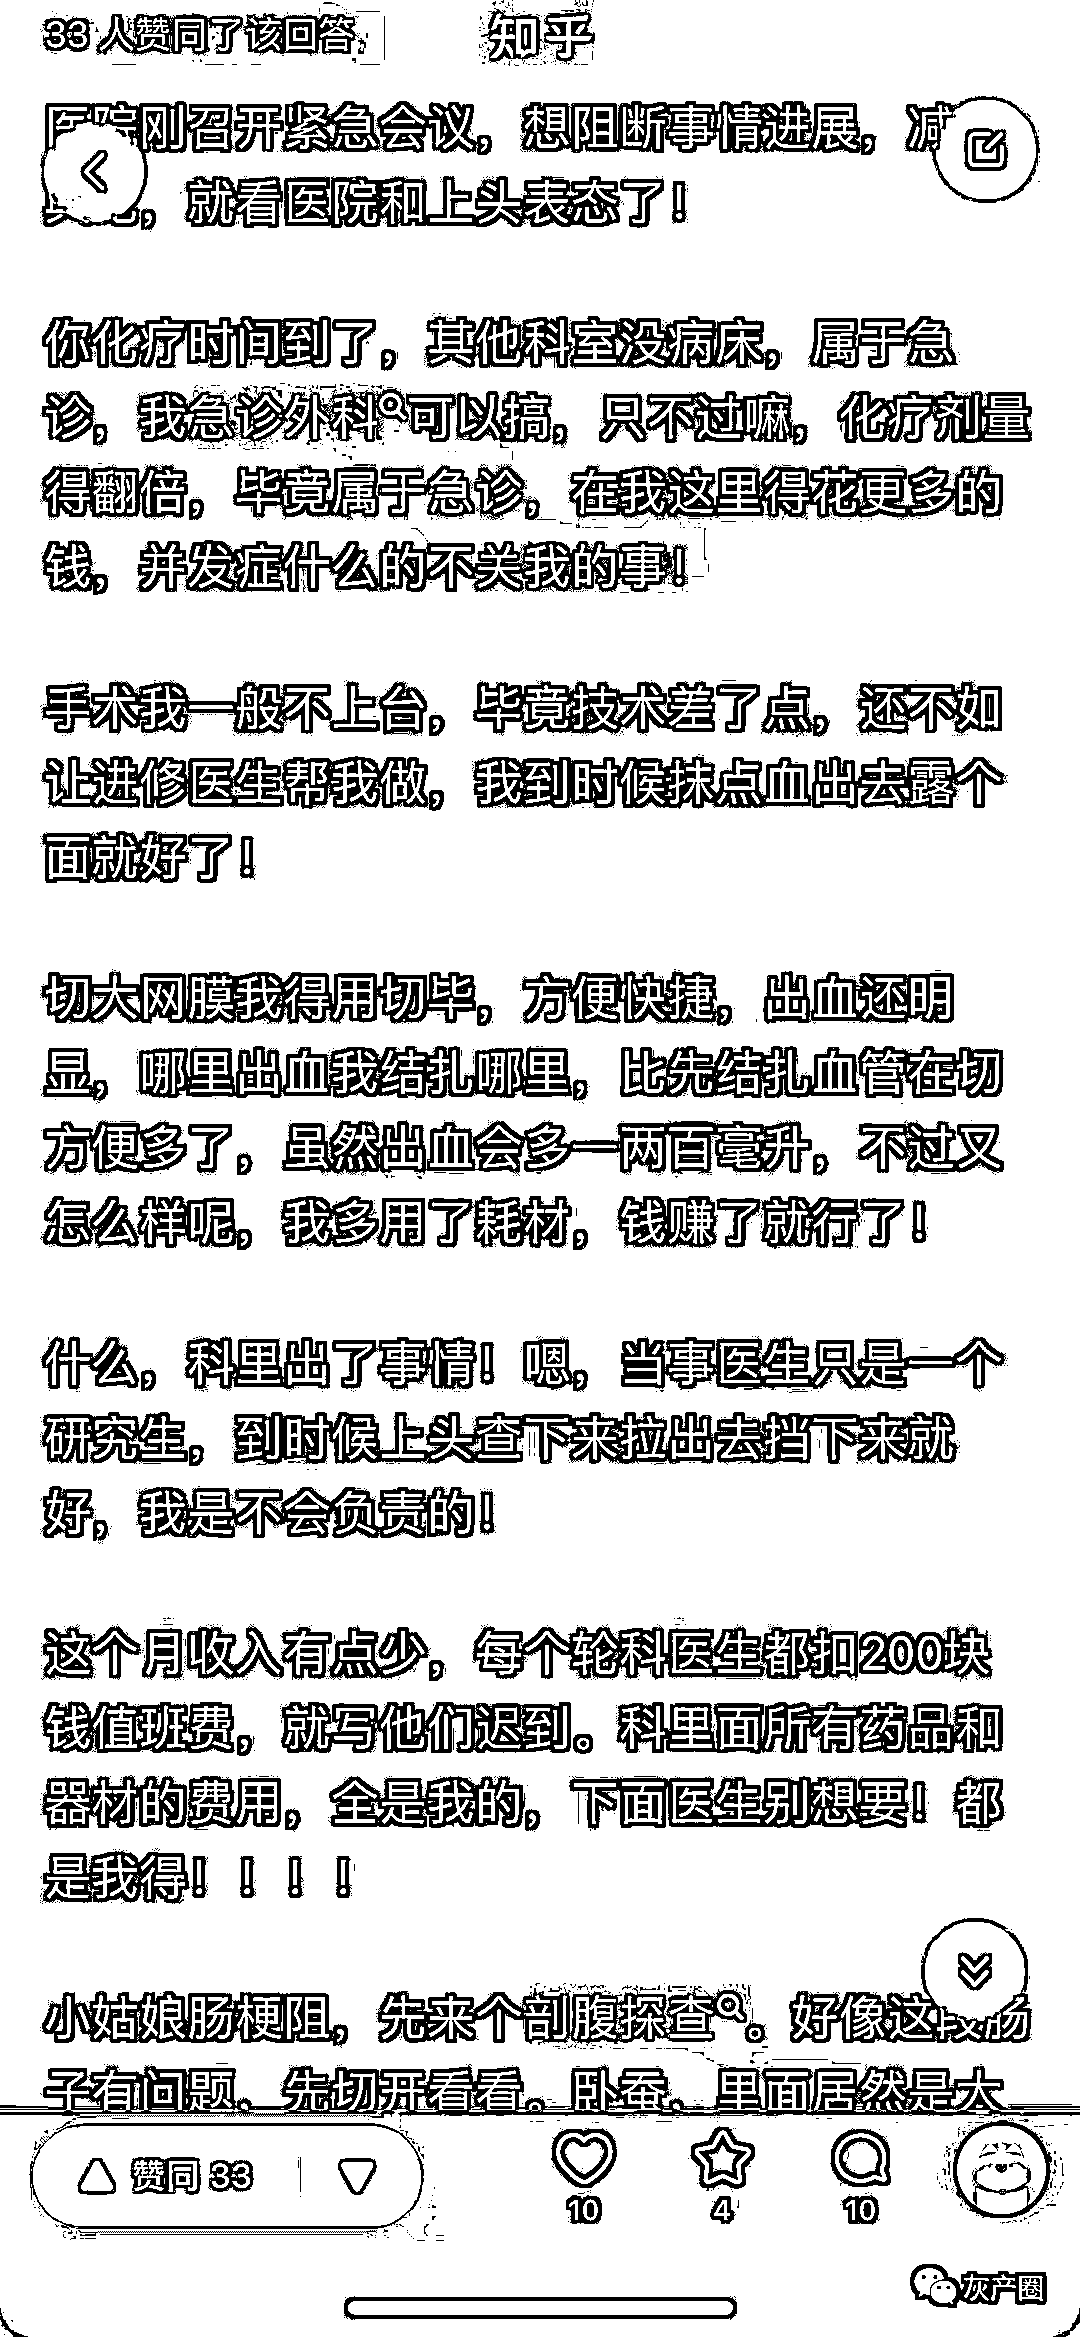 33 人赞同了该回答
知乎
医院刚召开紧急会议，想阻断事情进展，减
，就看医院和上头表态了！
你化疗时间到了，其他科室没病床，属于急
诊，我急诊外科可以搞，只不过嘛，化疗剂量
得翻倍，毕竟属于急诊，在我这里得花更多的
钱，并发症什么的不关我的事！
手术我一般不上台，毕竟技术差了点，还不如
让进修医生帮我做，我到时候抹点血出去露个
面就好了！
切大网膜我得用切毕，方便快捷，出血还明
显，哪里出血我结扎哪里，比先结扎血管在切
方便多了，虽然出血会多一两百毫升，不过又
怎么样呢，我多用了耗材，钱赚了就行了！
什么，科里出了事情！嗯，当事医生只是一个
研究生，到时候上头查下来拉出去挡下来就
好，我是不会负责的！
这个月收入有点少，每个轮科医生都扣200块
钱值班费，就写他们迟到。科里面所有药品和
器材的费用，全是我的，下面医生别想要！都
是我得！！！！
小姑娘肠梗阻，先来个剖腹探查。好像这段肠
子有问题，先切开看看。卧蚕，里面居然是大
赞同 33
10
4
10
灰产圈